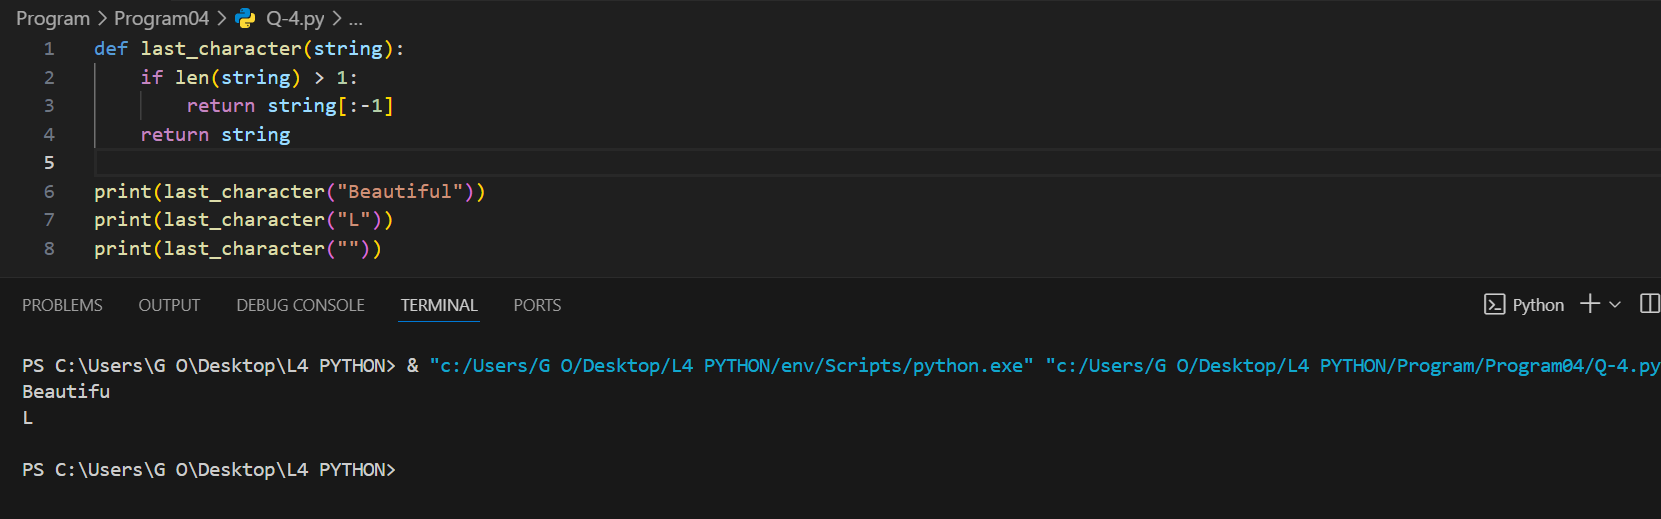 Program > Program04 > Q-4.py > ...
1 def last_character(string):
2     if len(string) > 1:
3         return string[:-1]
4     return string
5
6 print(last_character("Beautiful"))
7 print(last_character("L"))
8 print(last_character(""))
PROBLEMS OUTPUT DEBUG CONSOLE TERMINAL PORTS Python
PS C:\Users\G O\Desktop\L4 PYTHON> & "c:/Users/G O/Desktop/L4 PYTHON/env/Scripts/python.exe" "c:/Users/G O/Desktop/L4 PYTHON/Program/Program04/Q-4.py
Beautifu
L
PS C:\Users\G O\Desktop\L4 PYTHON>